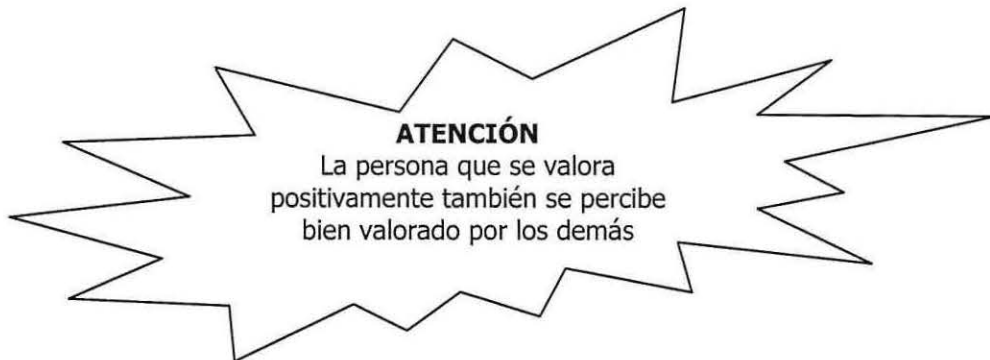 ATENCIÓN
La persona que se valora
positivamente también se percibe
bien valorado por los demás